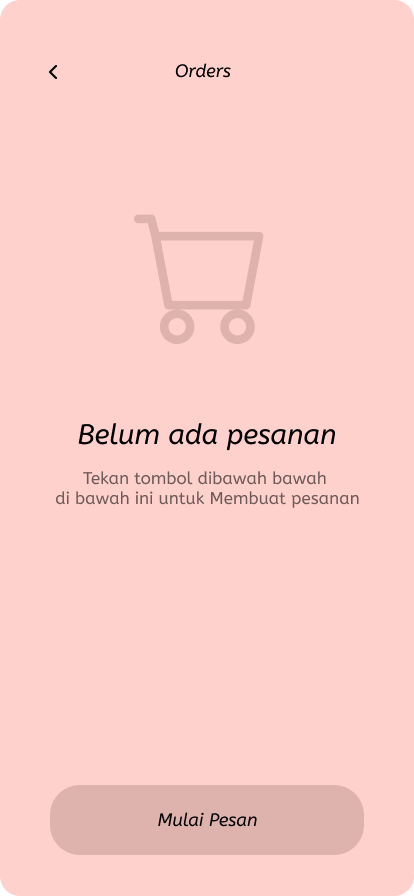 Orders
Belum ada pesanan
Tekan tombol dibawah bawah
di bawah ini untuk Membuat pesanan
Mulai Pesan